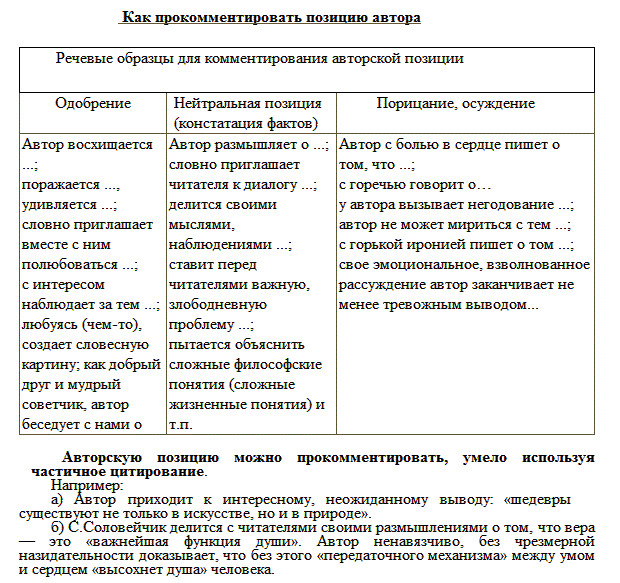 Как прокомментировать позицию автора
Речевые образцы для комментирования авторской позиции
Одобрение
Нейтральная позиция
(констатация фактов)
Порицание, осуждение
Автор восхищается
...;
поражается ...,
удивляется ...;
словно приглашает
вместе с ним
полюбоваться ...;
с интересом
наблюдает за тем ...;
любуясь (чем-то),
создает словесную
картину; как добрый
друг и мудрый
советчик, автор
беседует с нами о
Автор размышляет о ...;
словно приглашает
читателя к диалогу ...;
делится своими
мыслями,
наблюдениями ...;
ставит перед
читателями важную,
злободневную
проблему ...;
пытается объяснить
сложные философские
понятия (сложные
жизненные понятия) и
т.п.
Автор с болью в сердце пишет о
том, что ...;
с горечью говорит о…
у автора вызывает негодование ...;
автор не может мириться с тем ...;
с горькой иронией пишет о том ...;
свое эмоциональное, взволнованное
рассуждение автор заканчивает не
менее тревожным выводом...
Авторскую позицию можно прокомментировать, умело используя
частичное цитирование.
Например:
а) Автор приходит к интересному, неожиданному выводу: «шедевры
существуют не только в искусстве, но и в природе».
б) С.Соловейчик делится с читателями своими размышлениями о том, что вера
— это «важнейшая функция души». Автор ненавязчиво, без чрезмерной
назидательности доказывает, что без этого «передаточного механизма» между умом
и сердцем «высохнет душа» человека.